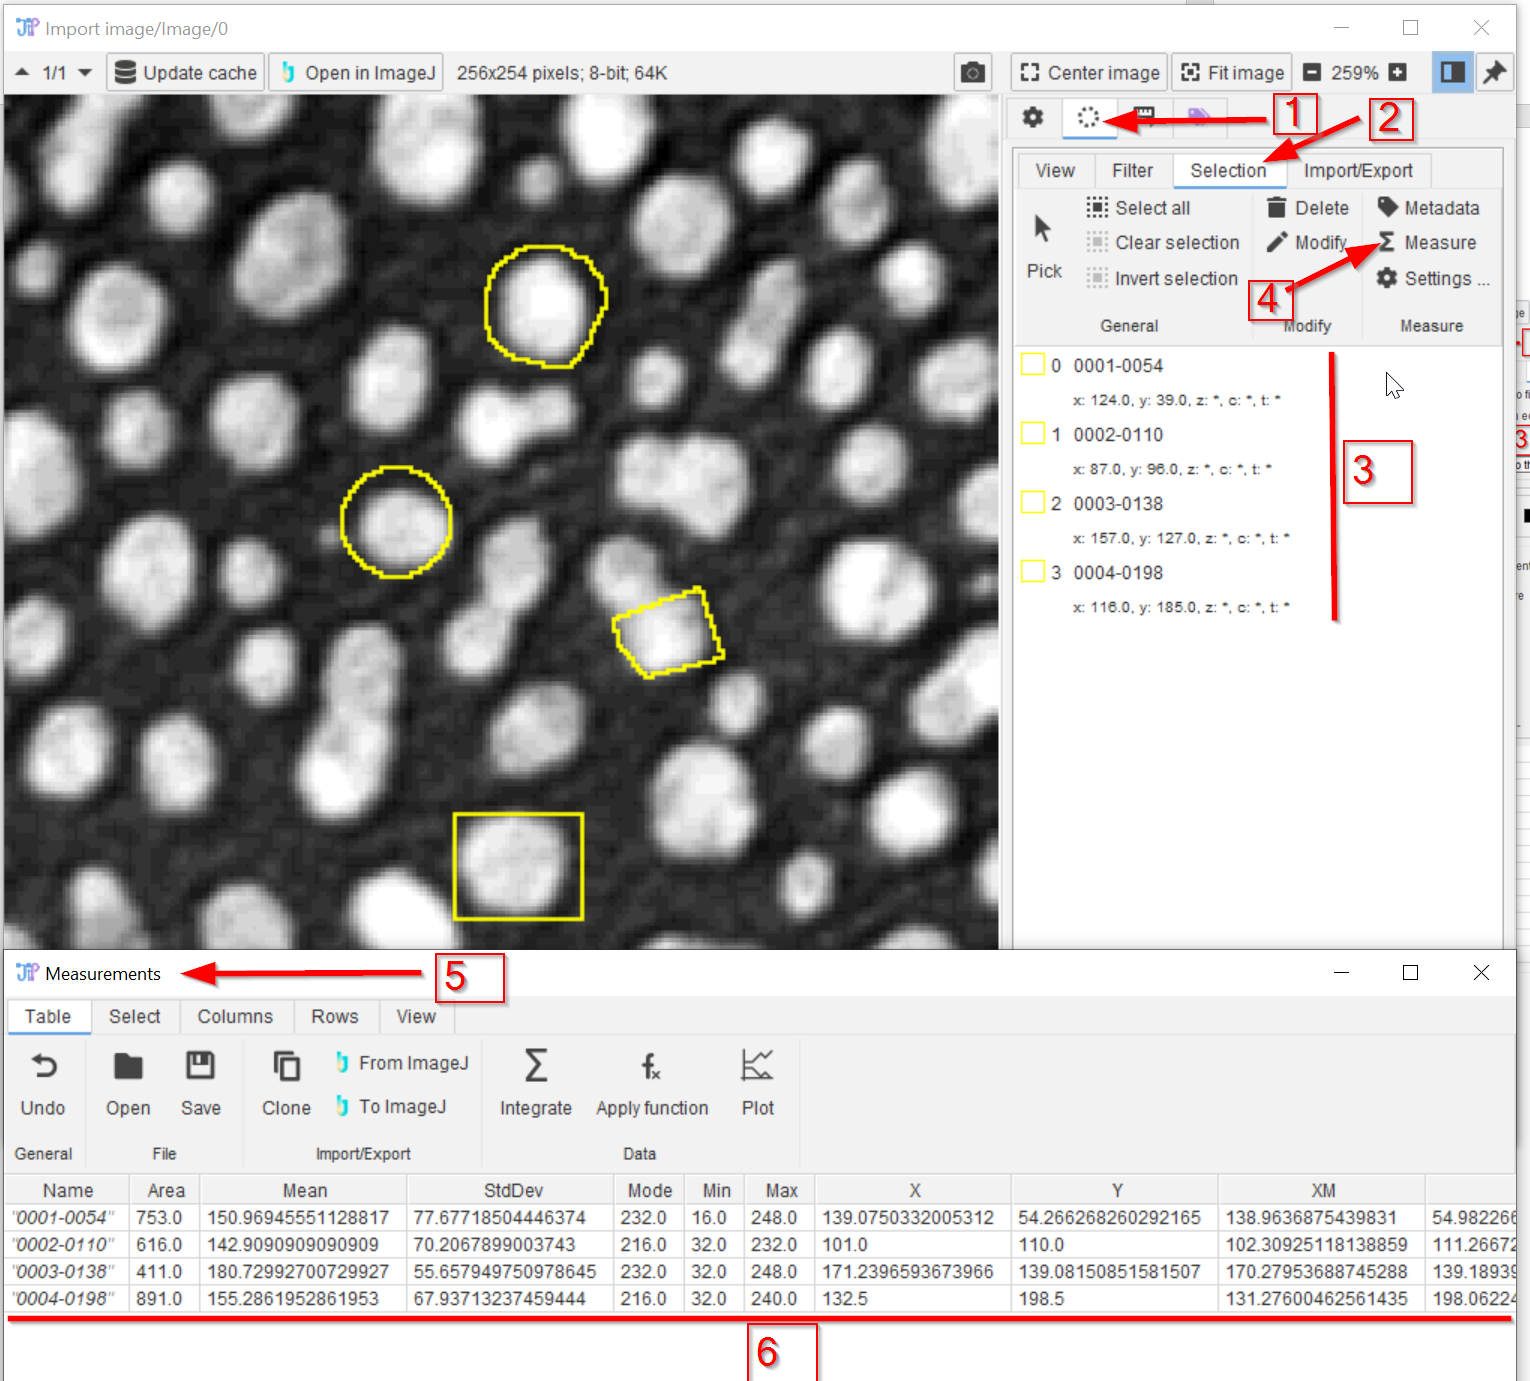 Import image/Image/0
1/1 Update cache Open in ImageJ 256x254 pixels; 8-bit; 64K Center image Fit image 259%
1 2
View Filter Selection Import/Export
Select all Delete Metadata
Clear selection Modify Measure
Pick Invert selection 4 Settings ...
General Modify Measure
0 0001-0054
x: 124.0, y: 39.0, z: *, c: *, t: *
1 0002-0110
x: 87.0, y: 96.0, z: *, c: *, t: *
3
2 0003-0138
x: 157.0, y: 127.0, z: *, c: *, t: *
3 0004-0198
x: 116.0, y: 185.0, z: *, c: *, t: *
Measurements 5
Table Select Columns Rows View
From ImageJ
Undo Open Save Clone To ImageJ Integrate Apply function Plot
General File Import/Export Data
Name Area Mean StdDev Mode Min Max X Y XM
"0001-0054" 753.0 150.96945551128817 77.67718504446374 232.0 16.0 248.0 139.0750332005312 54.266268260292165 138.9636875439831 54.982266
"0002-0110" 616.0 142.9090909090909 70.2067899003743 216.0 32.0 232.0 101.0 110.0 102.30925118138859 111.26672
"0003-0138" 411.0 180.72992700729927 55.657949750978645 232.0 32.0 248.0 171.2396593673966 139.08150851581507 170.27953688745288 139.18939
"0004-0198" 891.0 155.2861952861953 67.93713237459444 216.0 32.0 240.0 132.5 198.5 131.27600462561435 198.06224
6